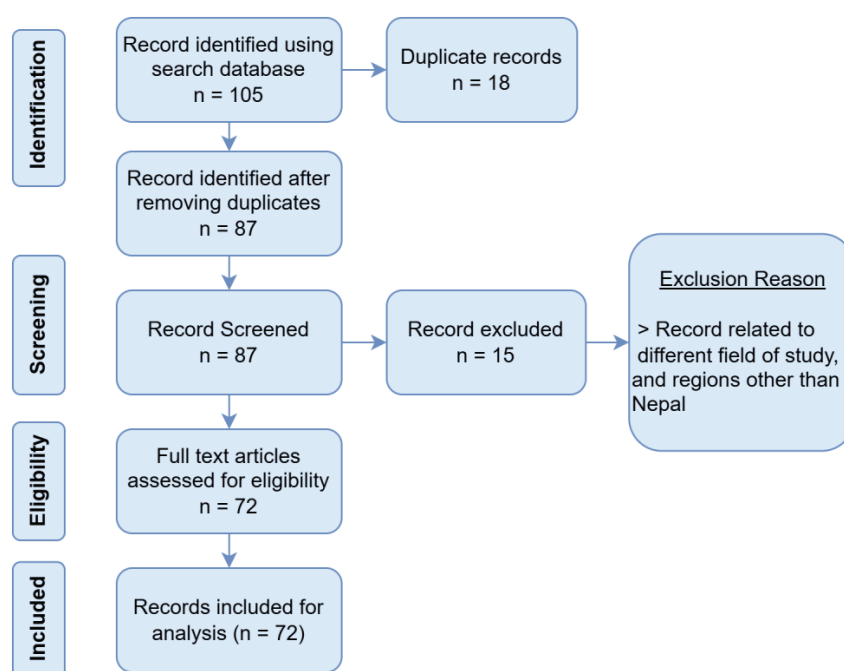 Identification
Record identified using
search database
n = 105
Duplicate records
n = 18
Record identified after
removing duplicates
n = 87
Screening
Record Screened
n = 87
Record excluded
n = 15
Exclusion Reason
> Record related to
different field of study,
and regions other than
Nepal
Eligibility
Full text articles
assessed for eligibility
n = 72
Included
Records included for
analysis (n = 72)